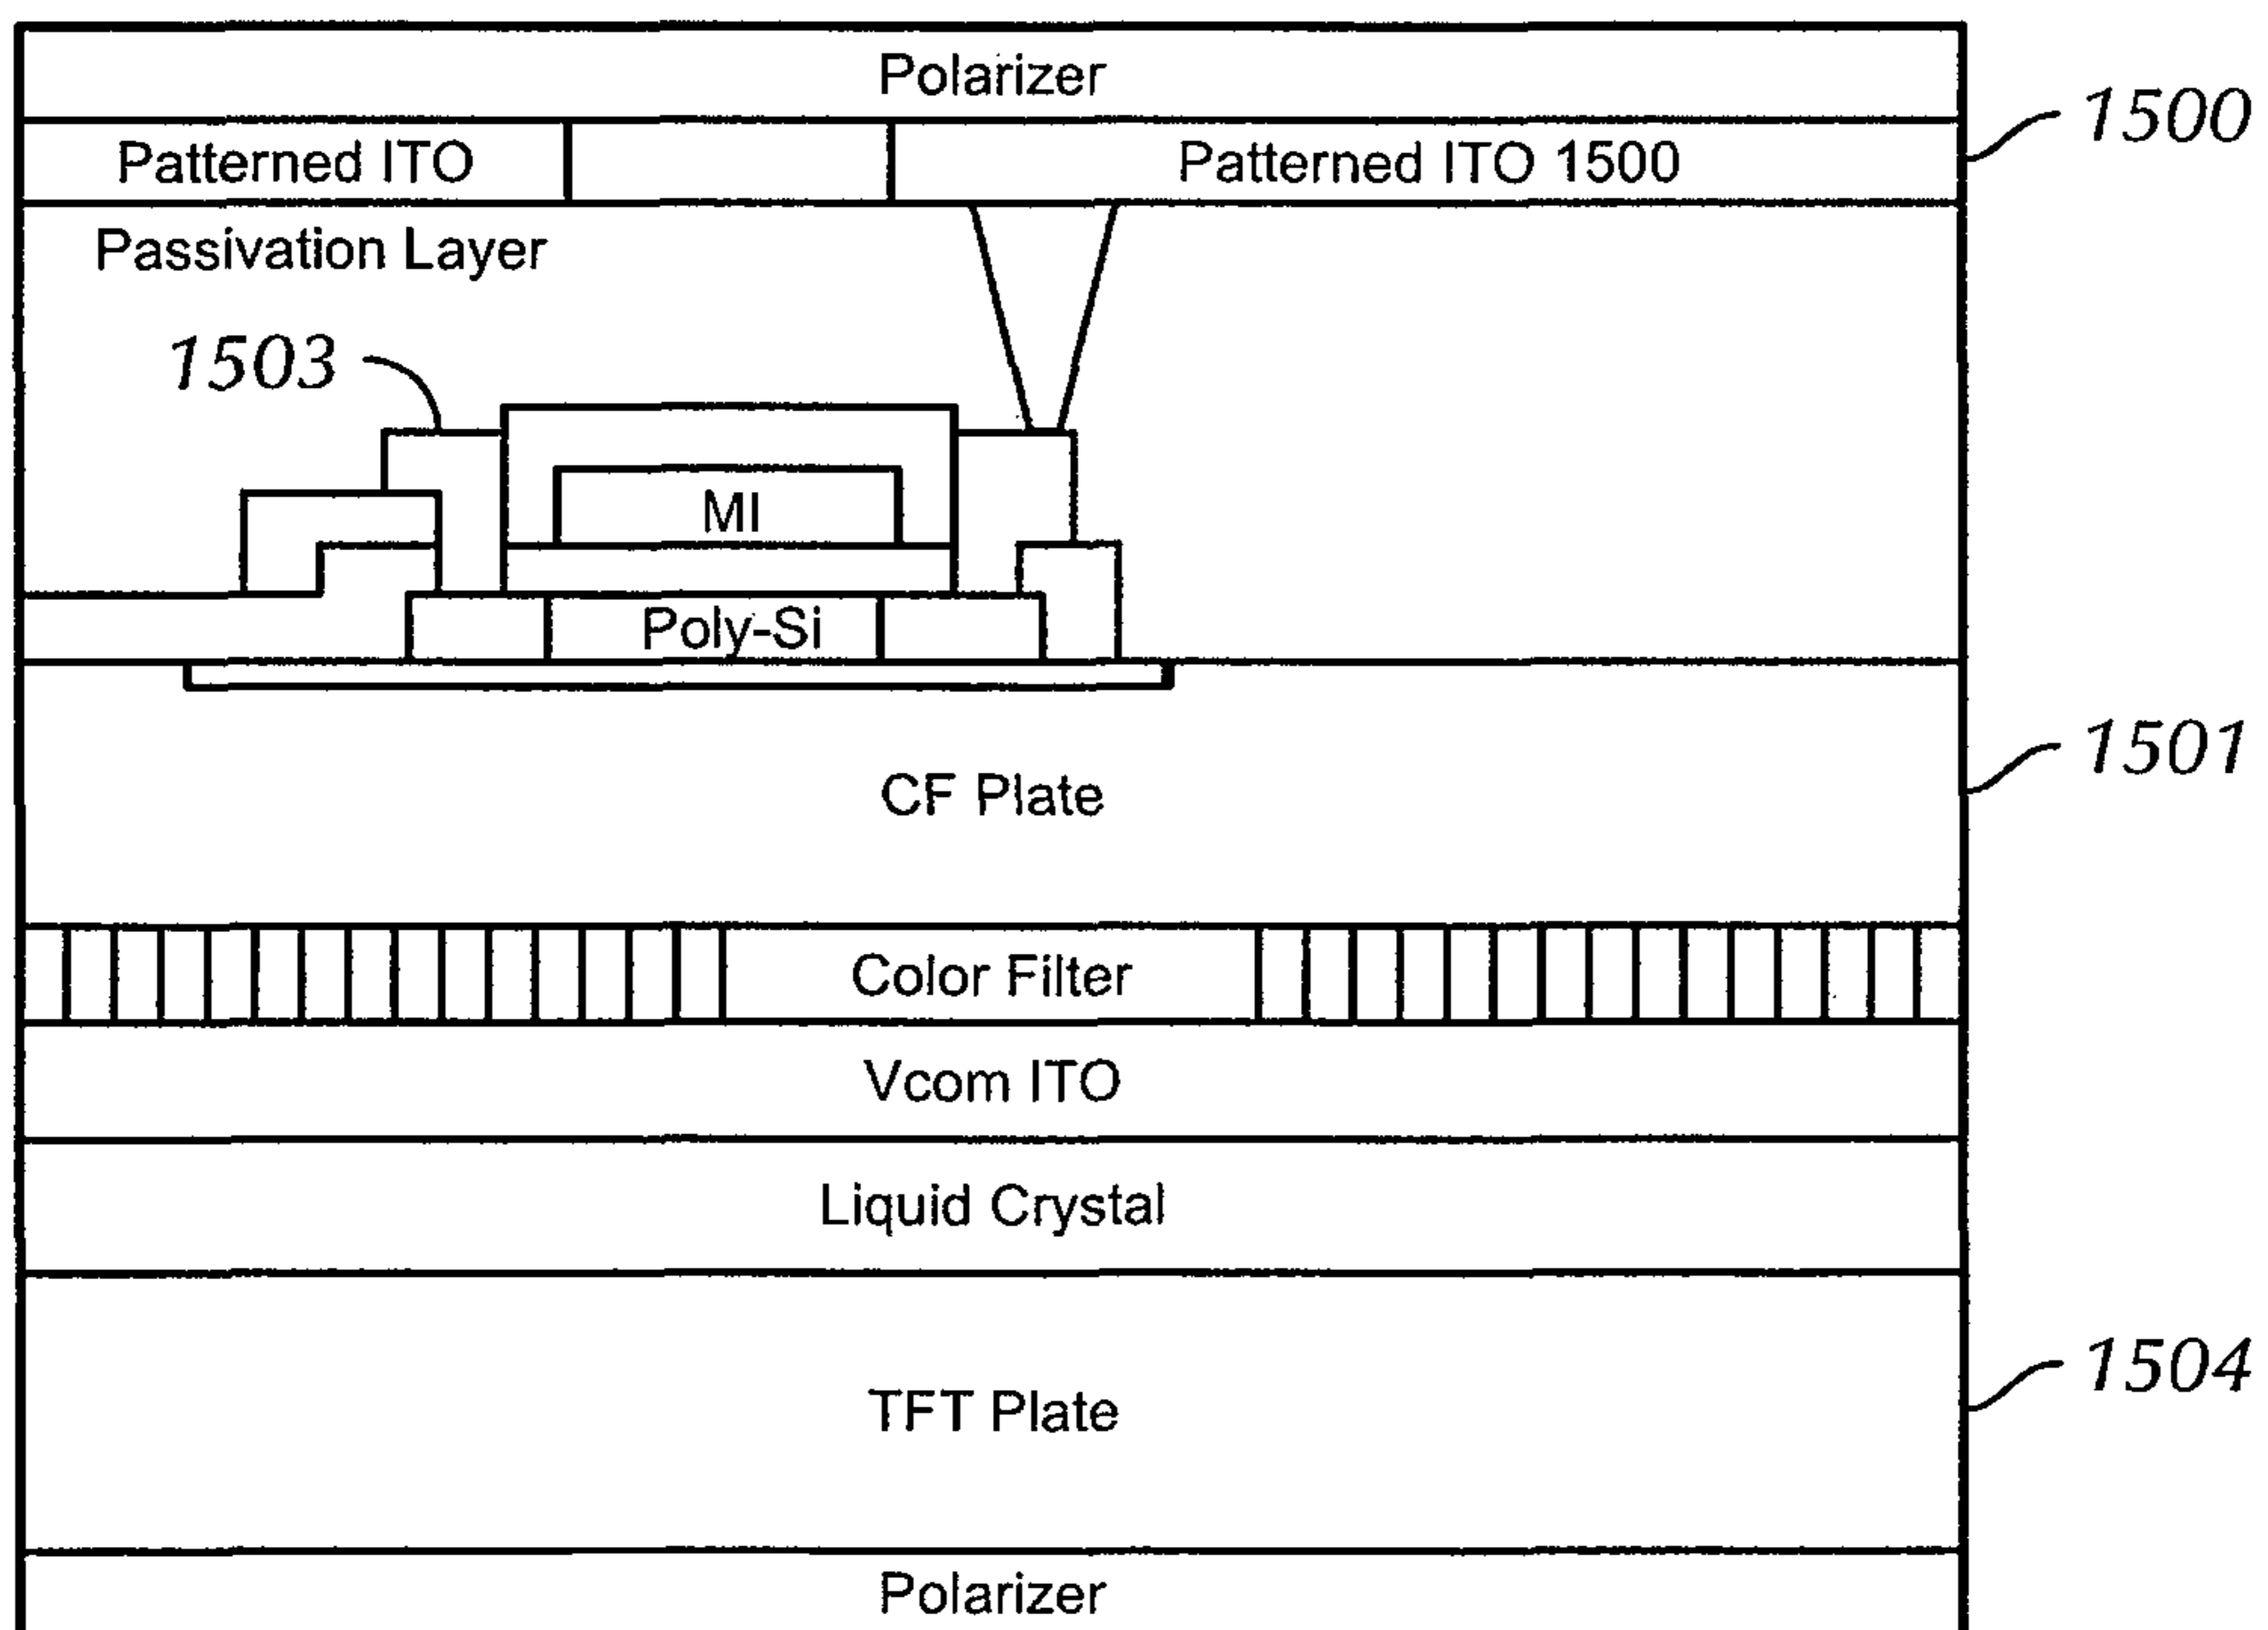 Polarizer
1500
Patterned ITO
Patterned ITO 1500
Passivation Layer
1503
MI
Poly-Si
1501
CF Plate
Color Filter
Vcom ITO
Liquid Crystal
1504
TFT Plate
Polarizer